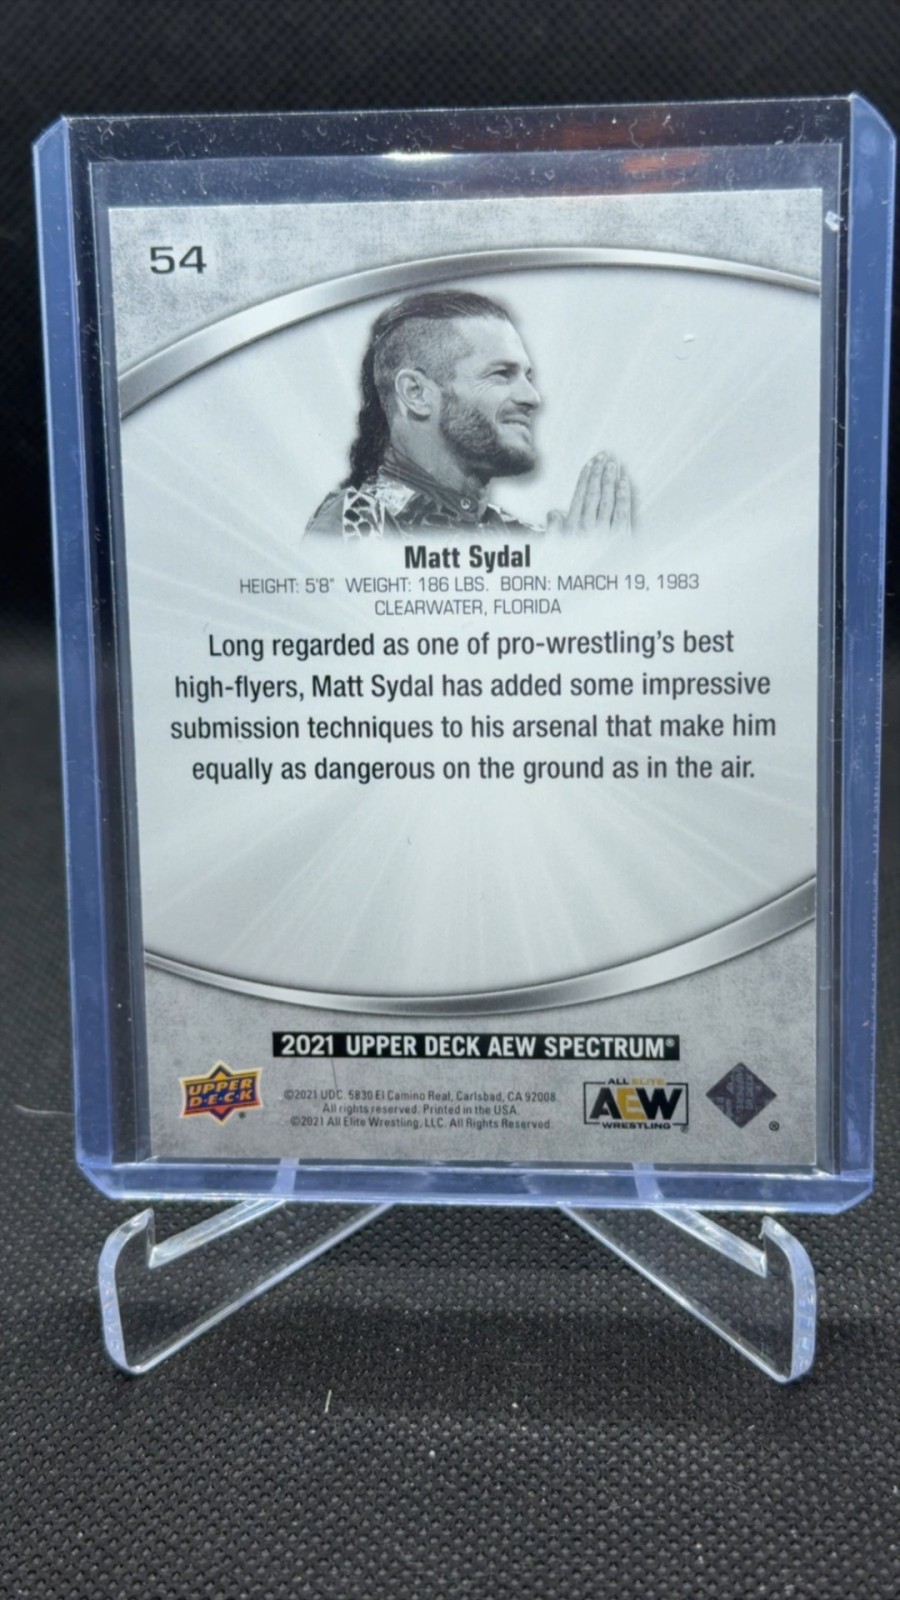 54
Matt Sydal
HEIGHT: 5'8" WEIGHT: 186 LBS. BORN: MARCH 19, 1983
CLEARWATER, FLORIDA
Long regarded as one of pro-wrestling's best
high-flyers, Matt Sydal has added some impressive
submission techniques to his arsenal that make him
equally as dangerous on the ground as in the air.
2021 UPPER DECK AEW SPECTRUM®
UPPER
D·E·C·K
®
©2021 UDC. 5830 El Camino Real, Carlsbad, CA 92008.
All rights reserved. Printed in the USA.
©2021 All Elite Wrestling, LLC. All Rights Reserved.
ALL ELITE
AEW
WRESTLING
®
®